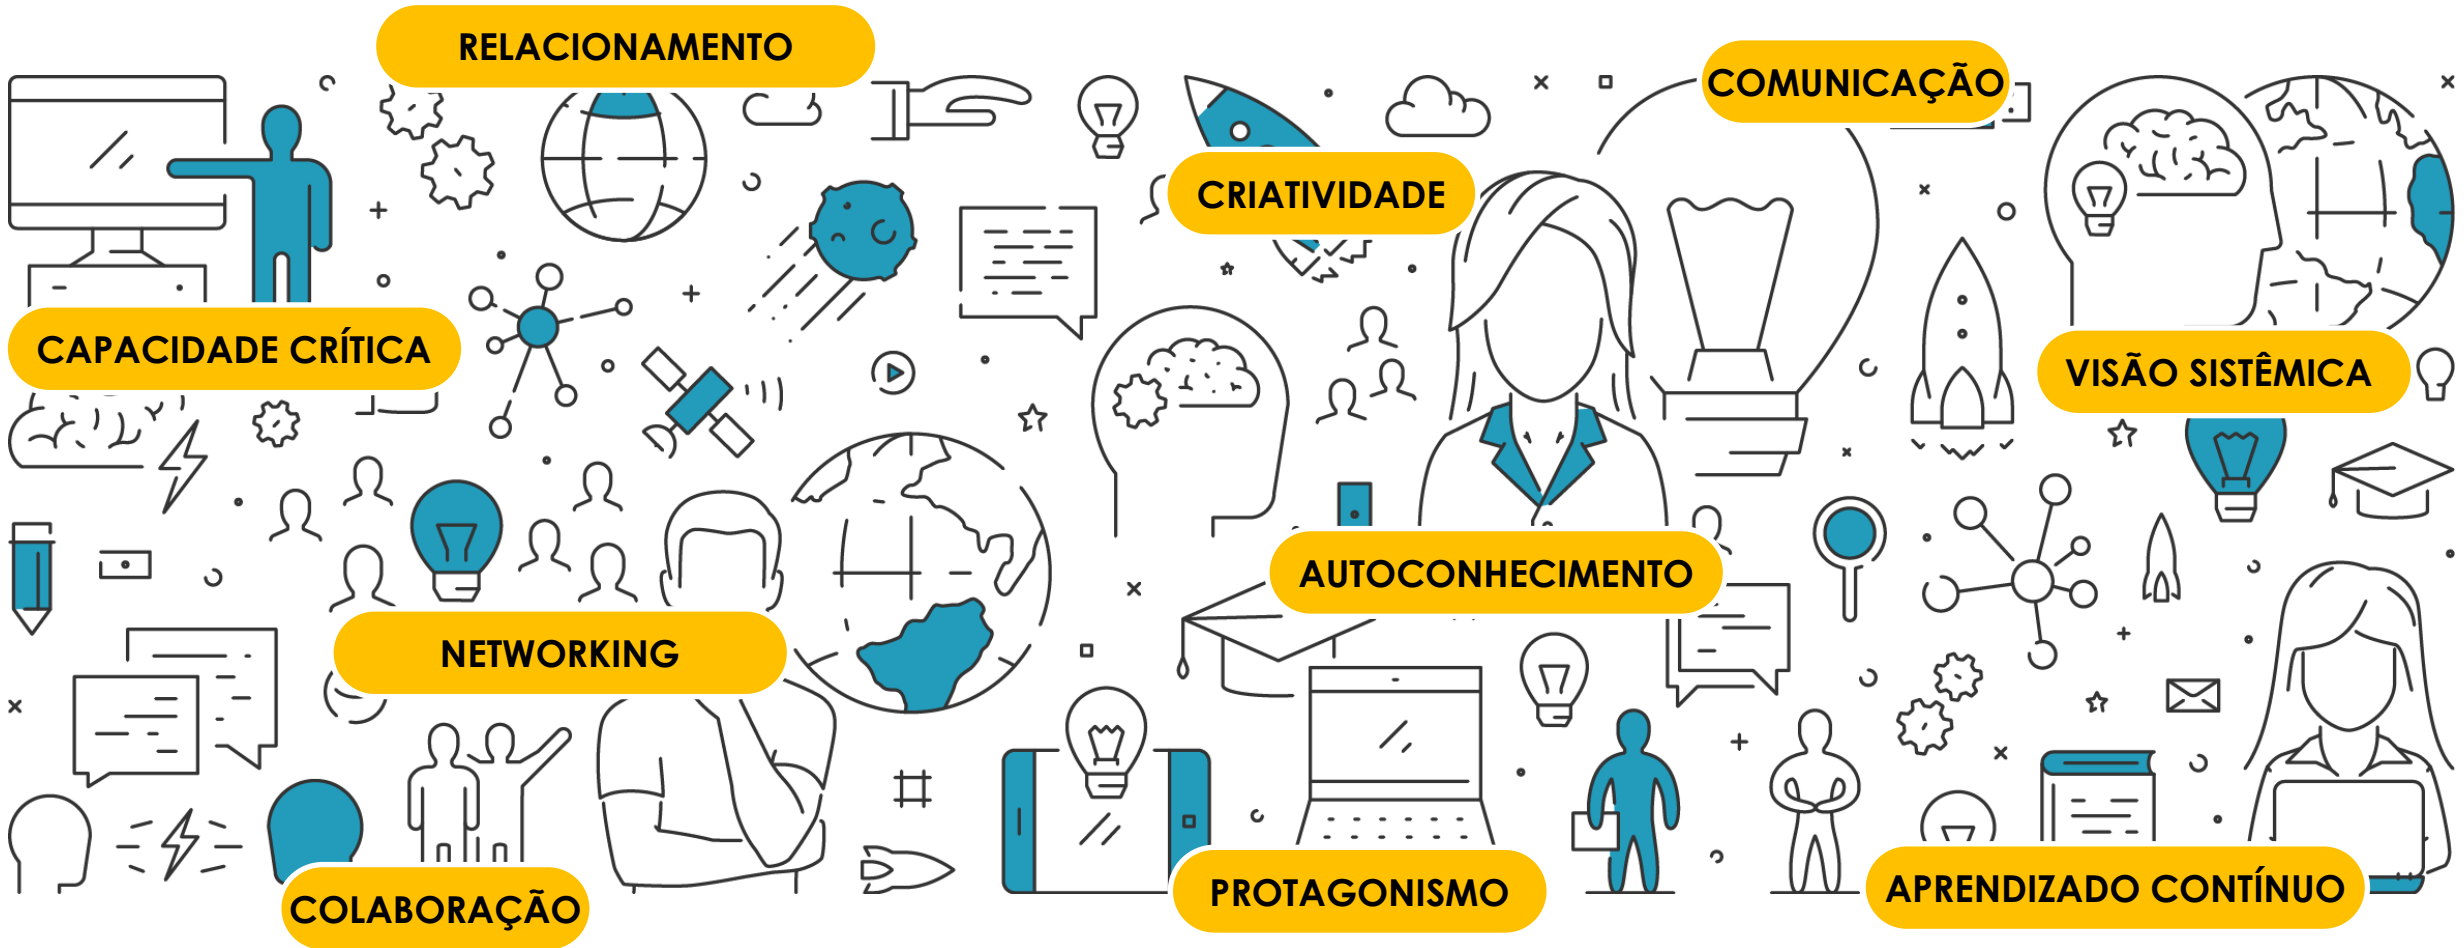 RELACIONAMENTO
COMUNICAÇÃO
CRIATIVIDADE
CAPACIDADE CRÍTICA
VISÃO SISTÊMICA
AUTOCONHECIMENTO
NETWORKING
COLABORAÇÃO
PROTAGONISMO
APRENDIZADO CONTÍNUO